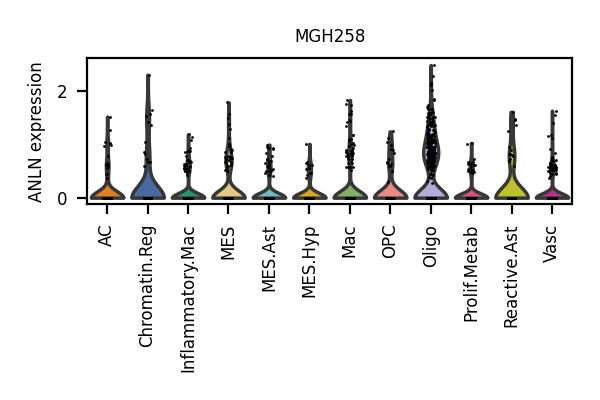 MGH258
ANLN expression
2
0
AC
Chromatin.Reg
Inflammatory.Mac
MES
MES.Ast
MES.Hyp
Mac
OPC
Oligo
Prolif.Metab
Reactive.Ast
Vasc